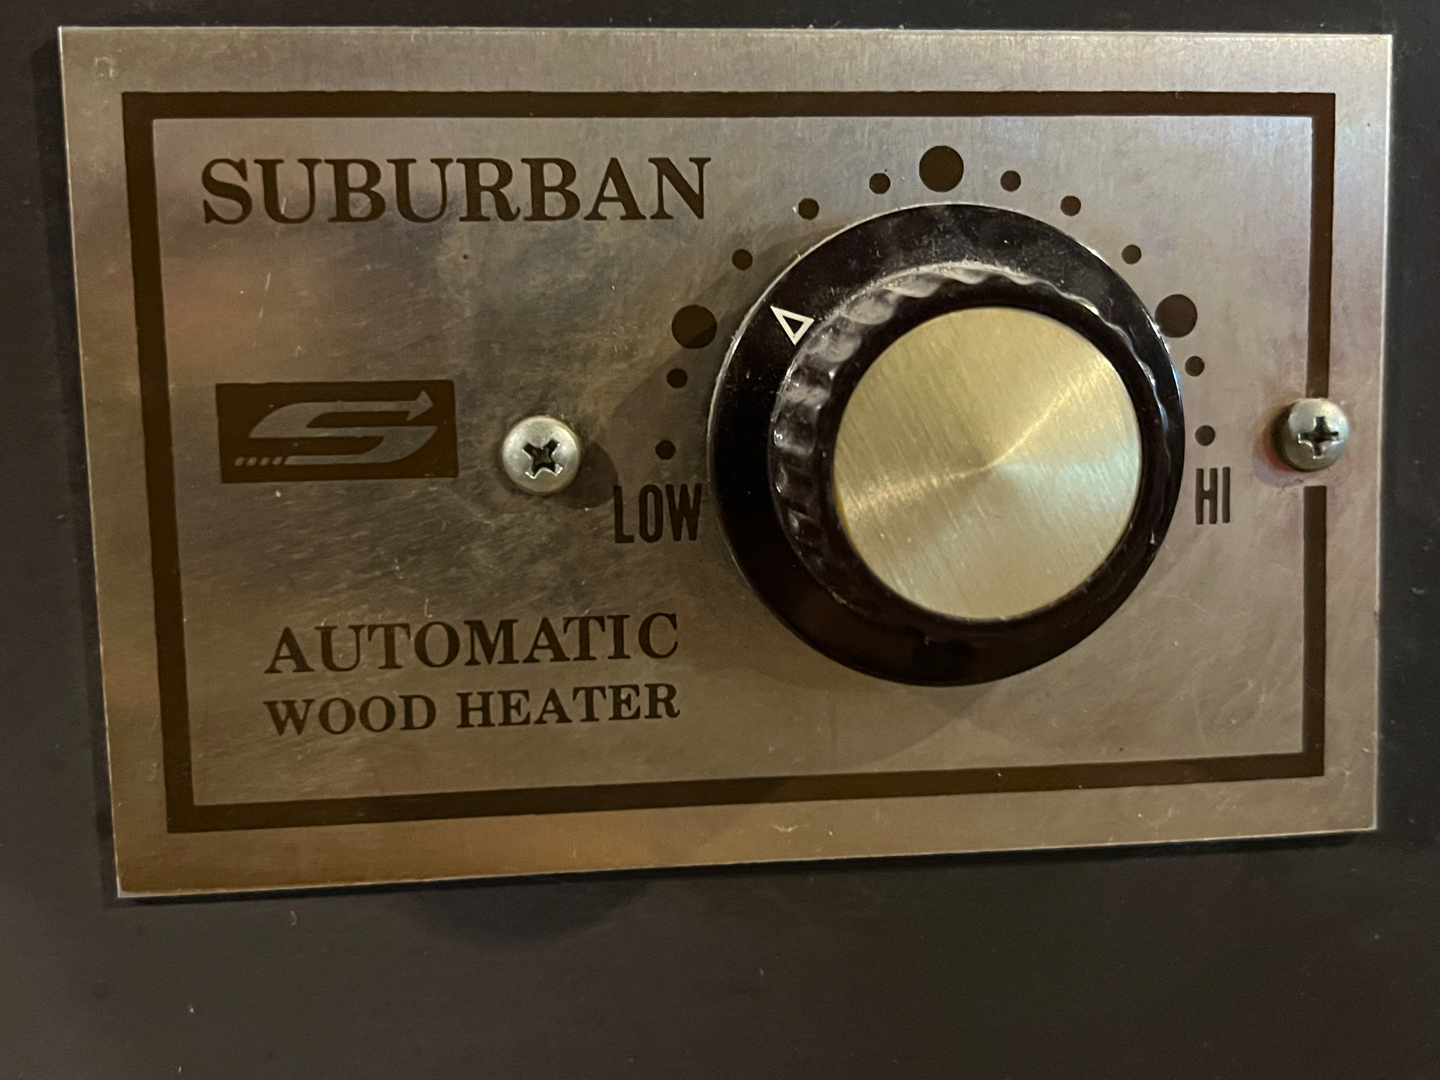 SUBURBAN
LOW
HI
AUTOMATIC
WOOD HEATER